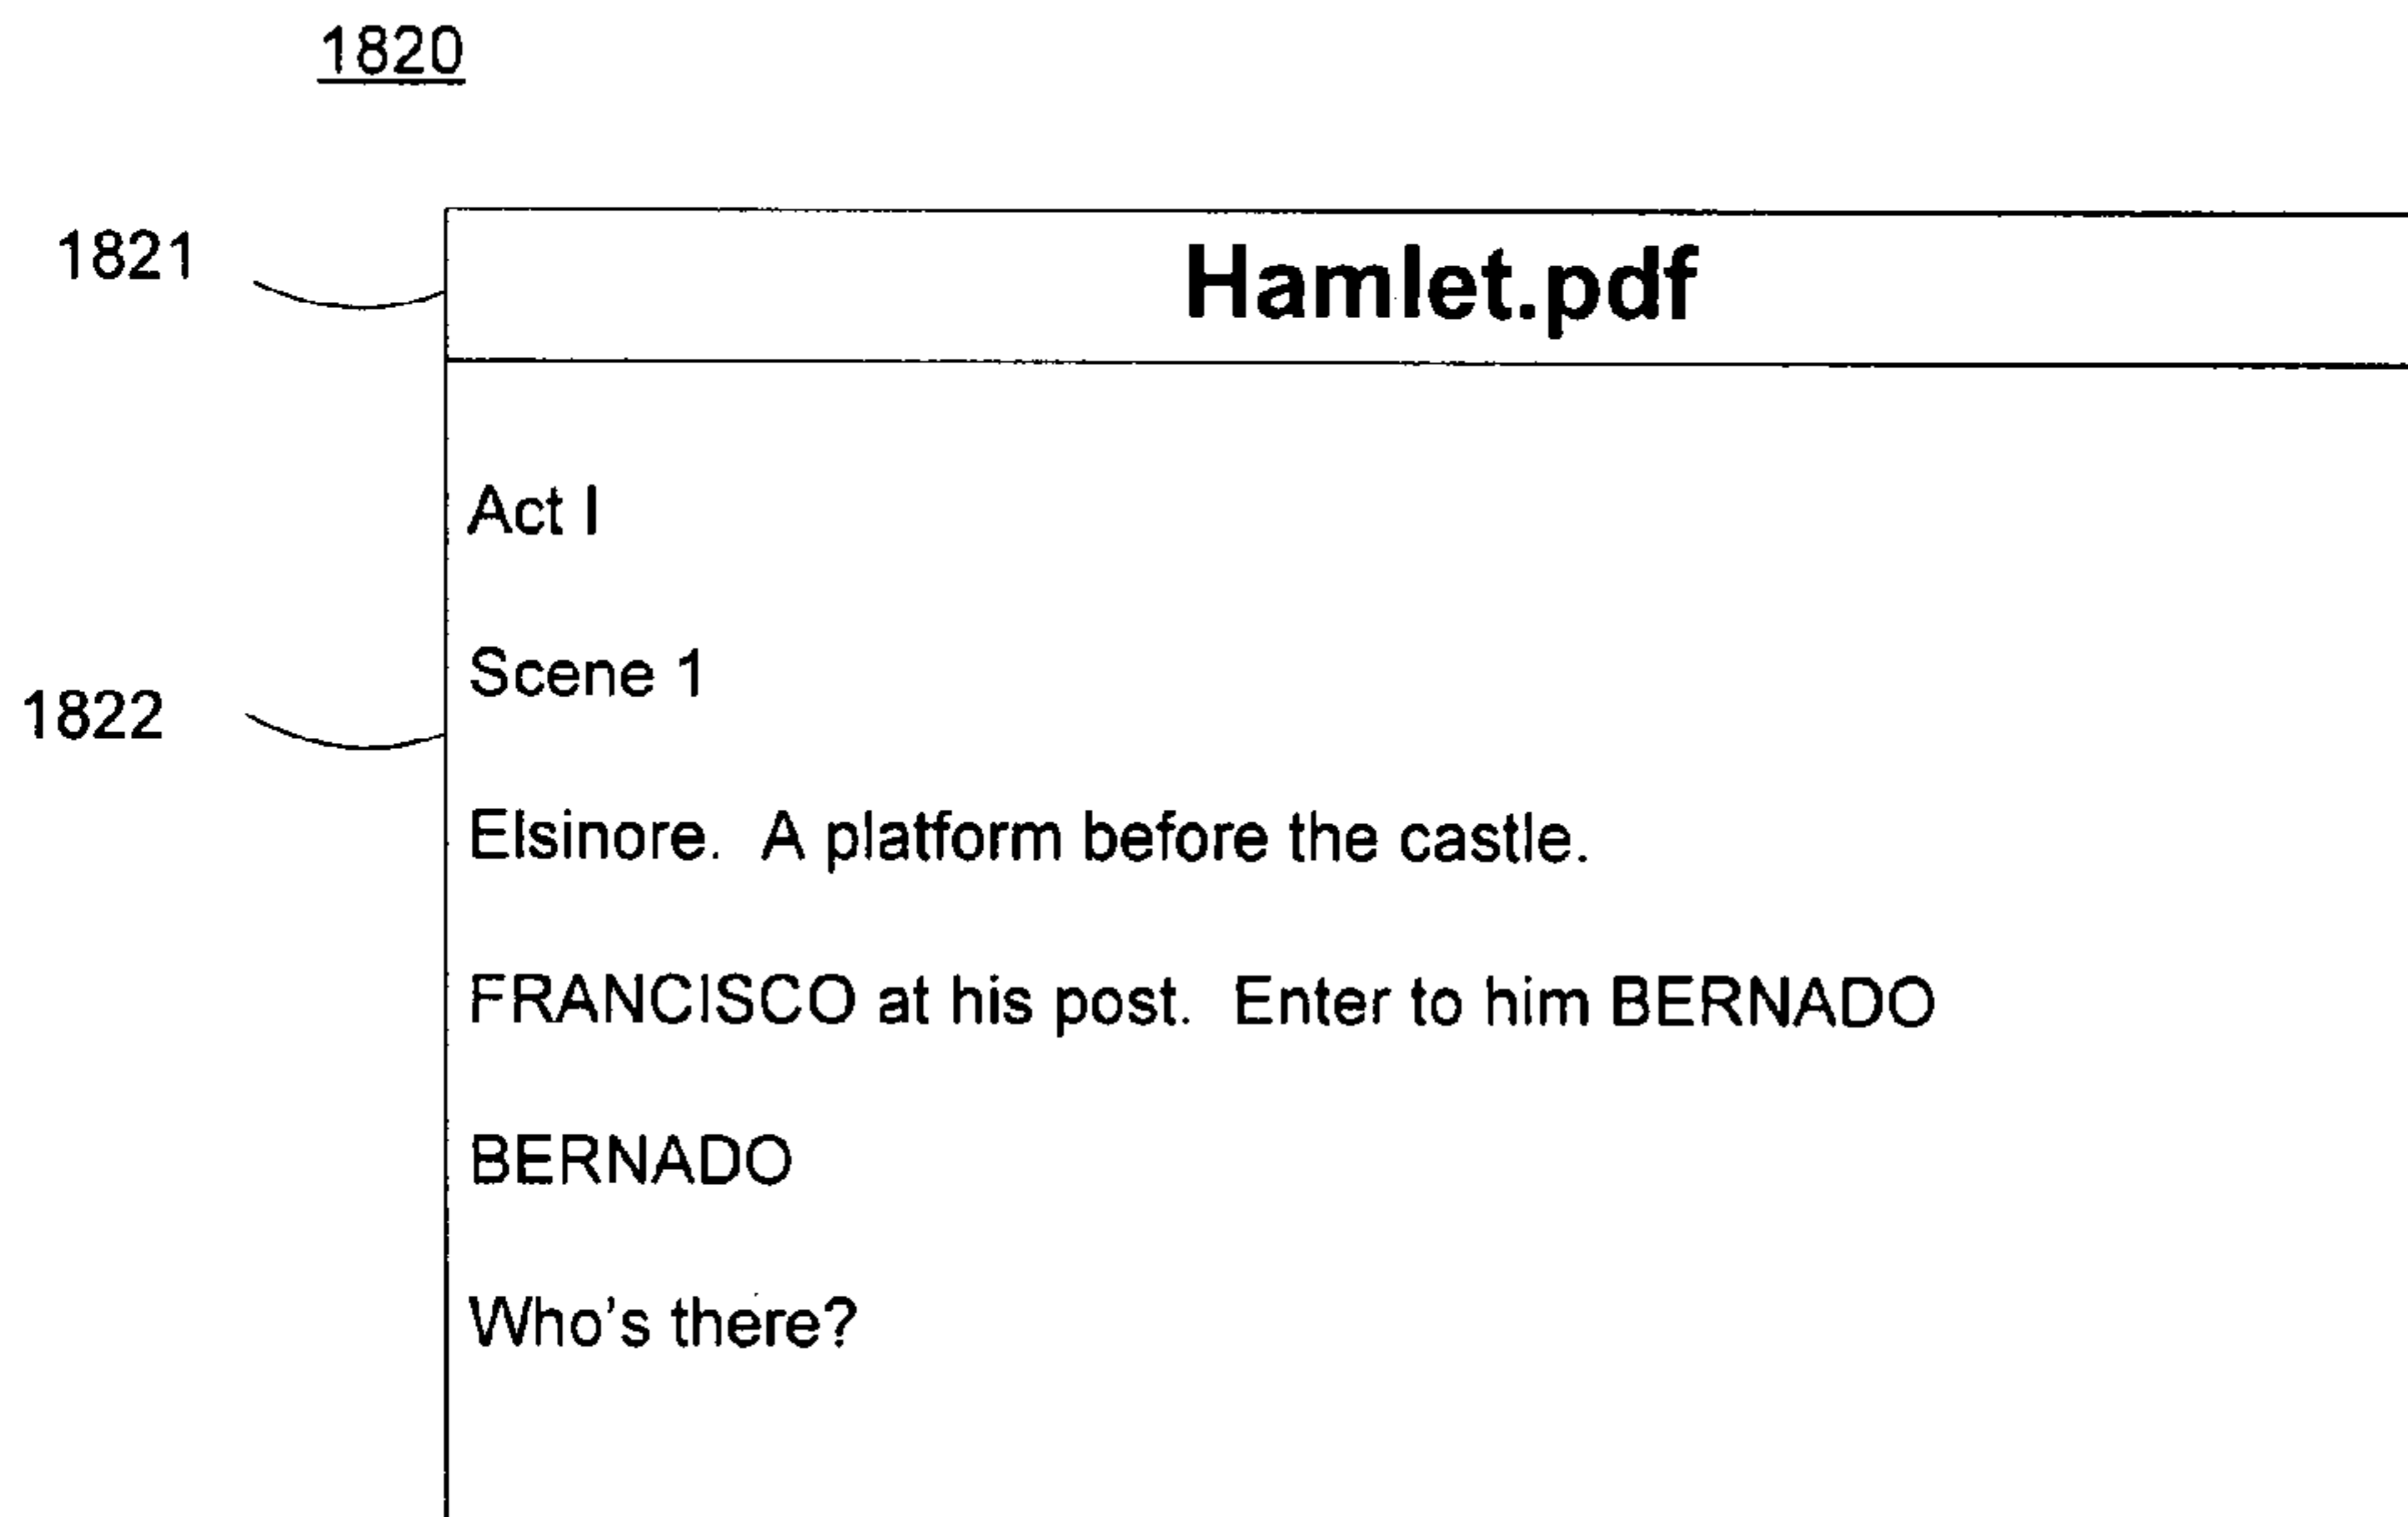 1820
1821
Hamlet.pdf
Act I
Scene 1
1822
Elsinore.  A platform before the castle.
FRANCISCO at his post.  Enter to him BERNADO
BERNADO
Who's there?